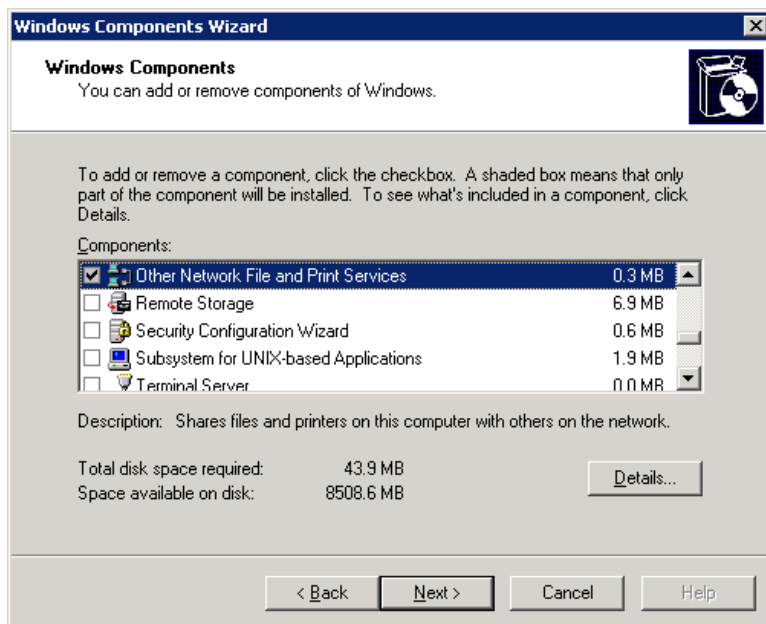 Windows Components Wizard
Windows Components
You can add or remove components of Windows.
To add or remove a component, click the checkbox. A shaded box means that only
part of the component will be installed. To see what's included in a component, click
Details.
Components:
Other Network File and Print Services 0.3 MB
Remote Storage 6.9 MB
Security Configuration Wizard 0.6 MB
Subsystem for UNIX-based Applications 1.9 MB
Terminal Server 0.0 MB
Description: Shares files and printers on this computer with others on the network.
Total disk space required: 43.9 MB
Space available on disk: 8508.6 MB
Details...
< Back Next > Cancel Help